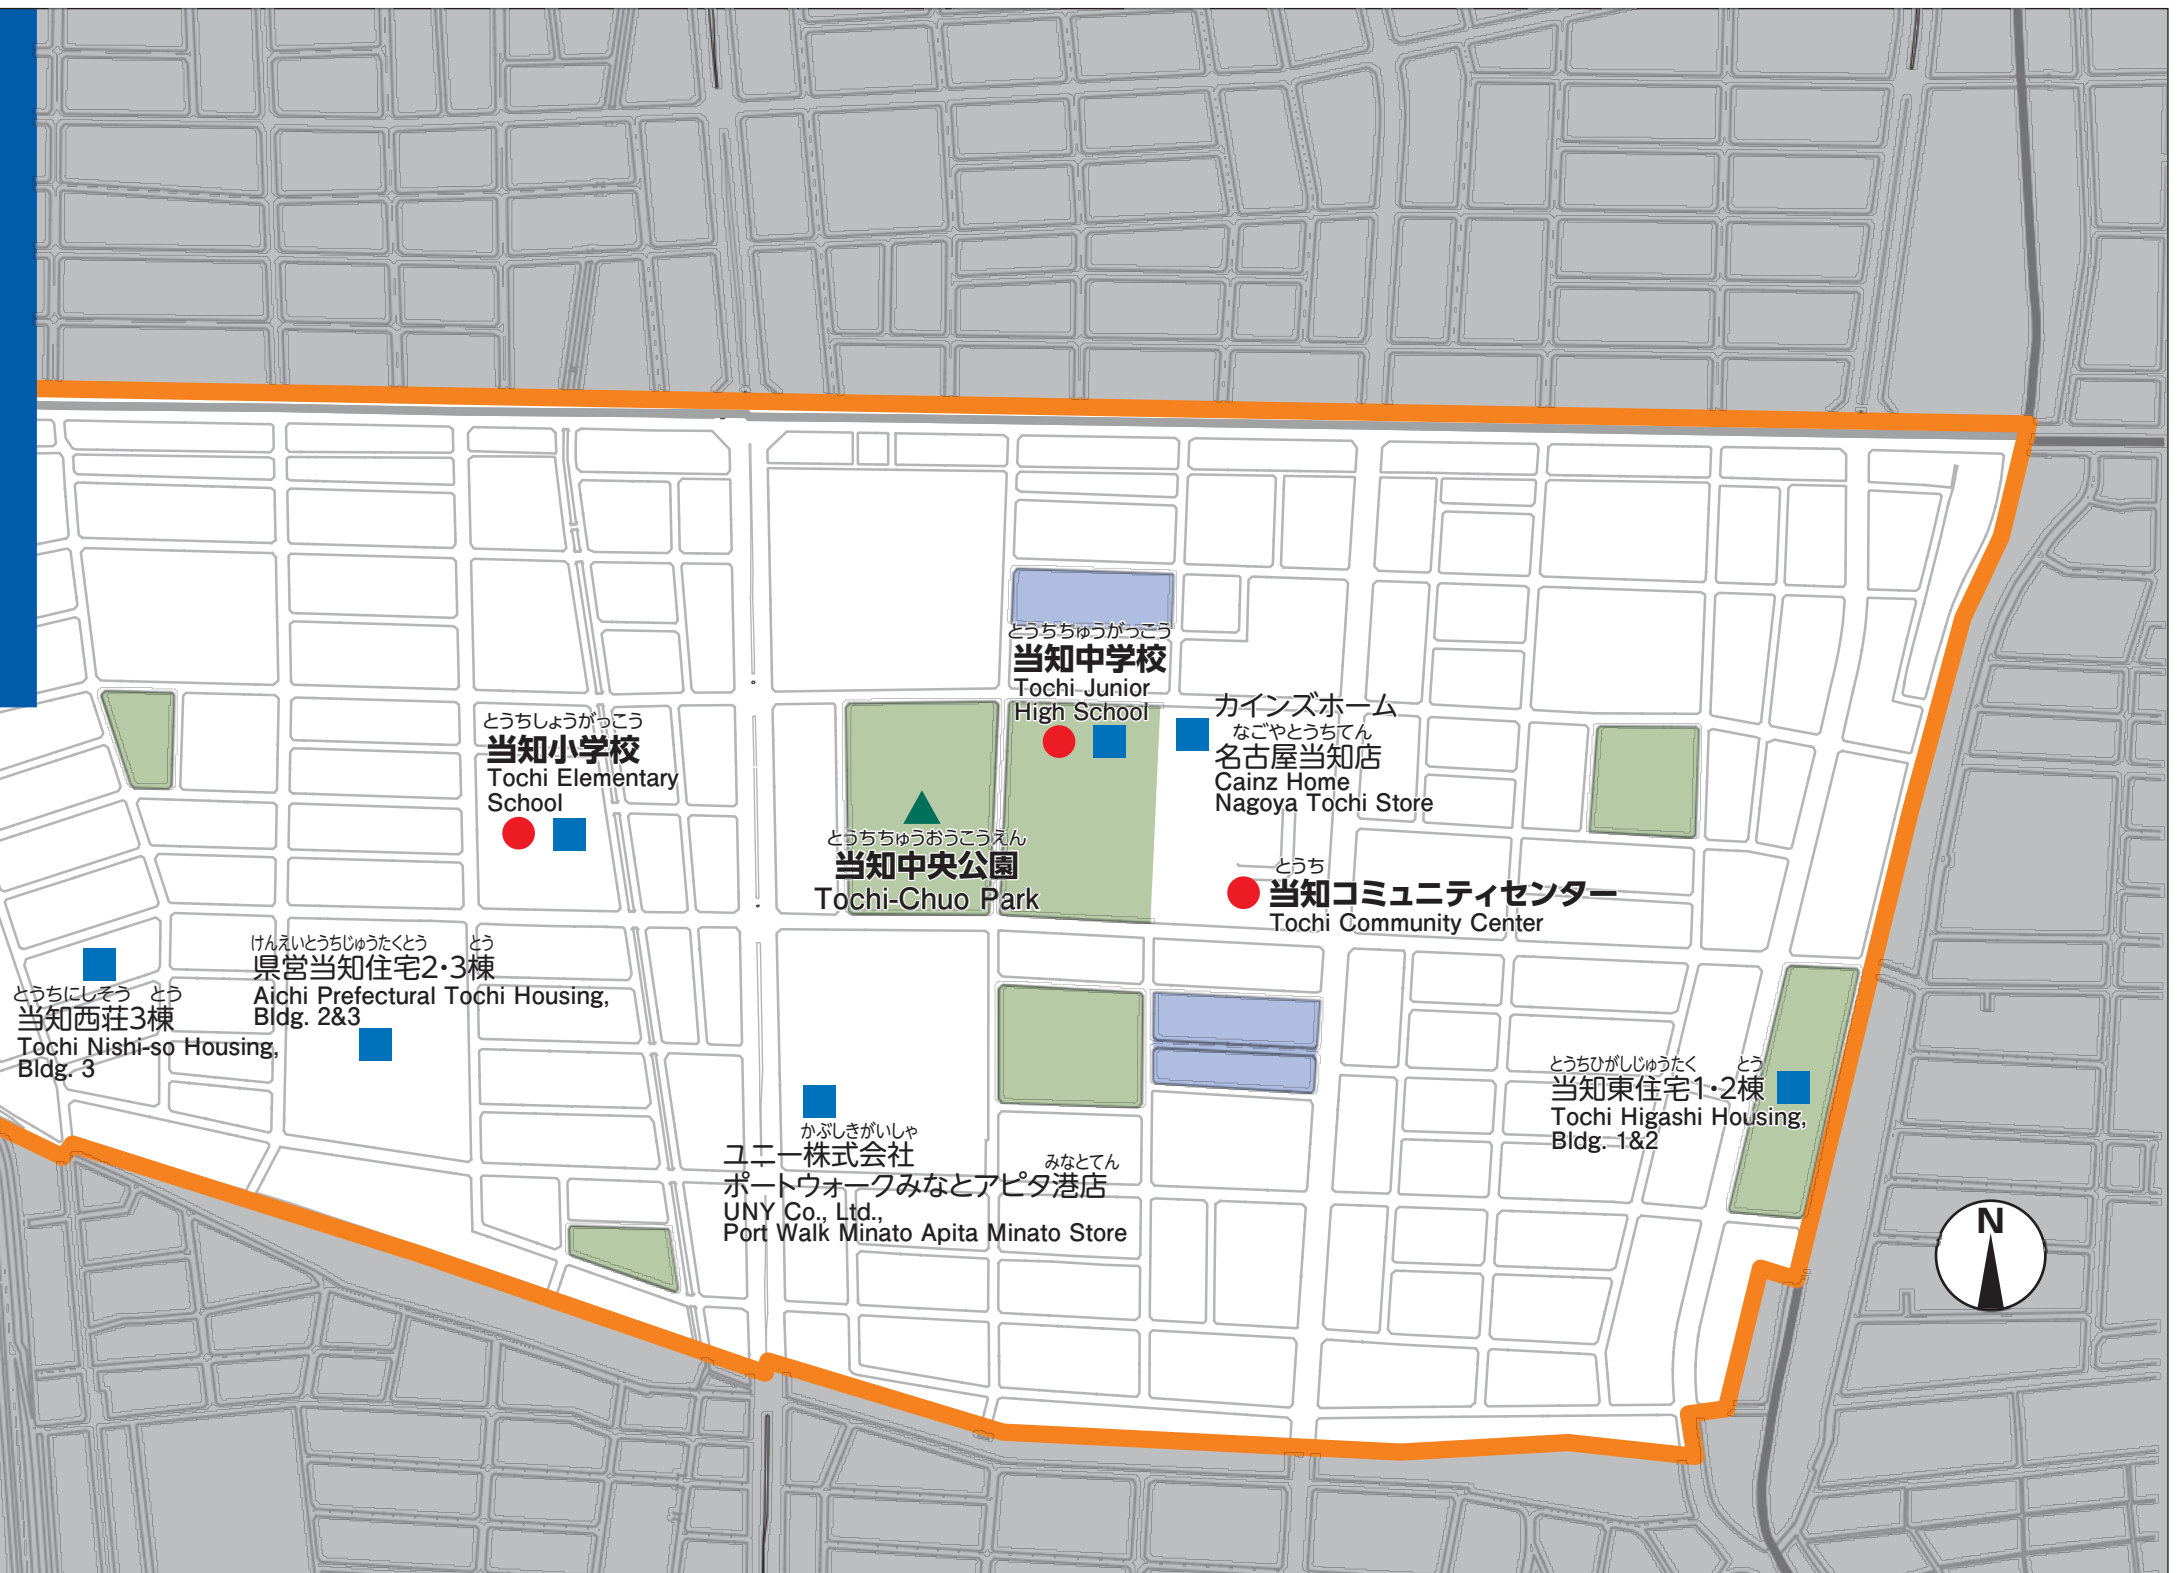 とうちちゅうがっこう
当知中学校
Tochi Junior
High School
カインズホーム
なごやとうちてん
名古屋当知店
Cainz Home
Nagoya Tochi Store
とうちしょうがっこう
当知小学校
Tochi Elementary
School
とうちちゅうおうこうえん
当知中央公園
Tochi-Chuo Park
とうち
当知コミュニティセンター
Tochi Community Center
けんえいとうちじゅうたくとう とう
県営当知住宅2・3棟
Aichi Prefectural Tochi Housing,
Bldg. 2&3
とうちにしそう とう
当知西荘3棟
Tochi Nishi-so Housing,
Bldg. 3
とうちひがしじゅうたく とう
当知東住宅1・2棟
Tochi Higashi Housing,
Bldg. 1&2
かぶしきがいしゃ
ユニー株式会社
みなとてん
ポートウォークみなとアピタ港店
UNY Co., Ltd.,
Port Walk Minato Apita Minato Store
N